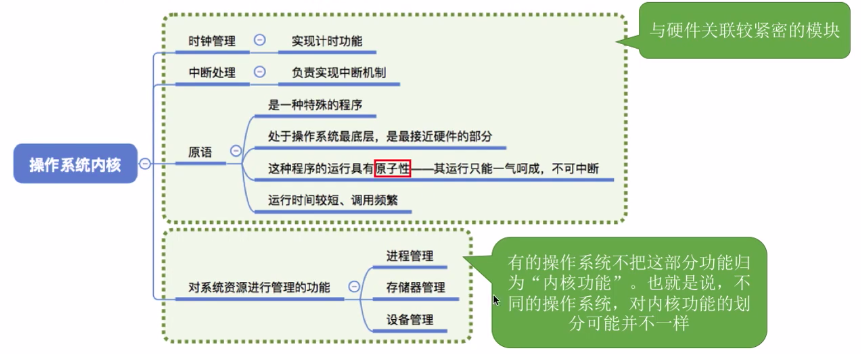 与硬件关联较紧密的模块
时钟管理
实现计时功能
中断处理
负责实现中断机制
操作系统内核
原语
是一种特殊的程序
处于操作系统最底层，是最接近硬件的部分
这种程序的运行具有原子性——其运行只能一气呵成，不可中断
运行时间较短、调用频繁
对系统资源进行管理的功能
进程管理
存储器管理
设备管理
有的操作系统不把这部分功能归
为“内核功能”。也就是说，不
同的操作系统，对内核功能的划
分可能并不一样